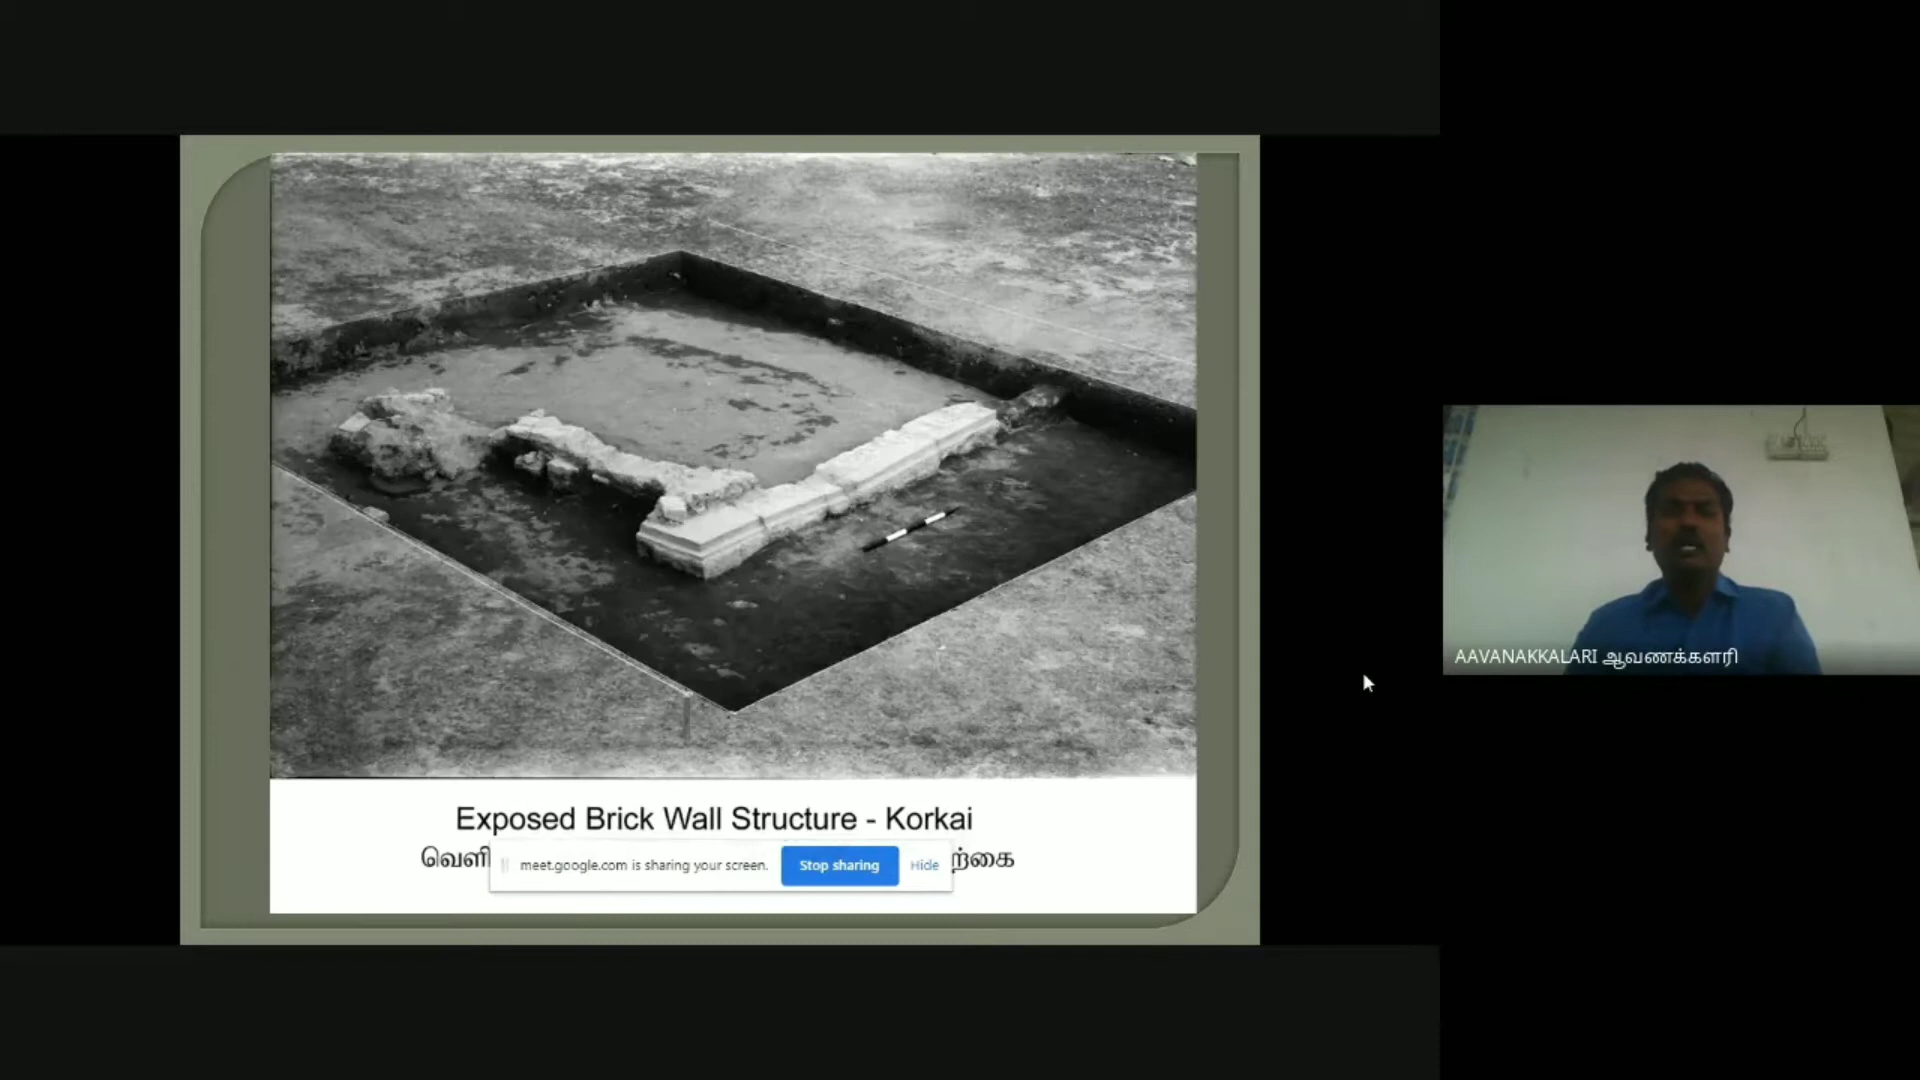 Exposed Brick Wall Structure - Korkai
வெளி
ற்கை
meet.google.com is sharing your screen. Stop sharing Hide
AAVANAKKALARI ஆவணக்களரி